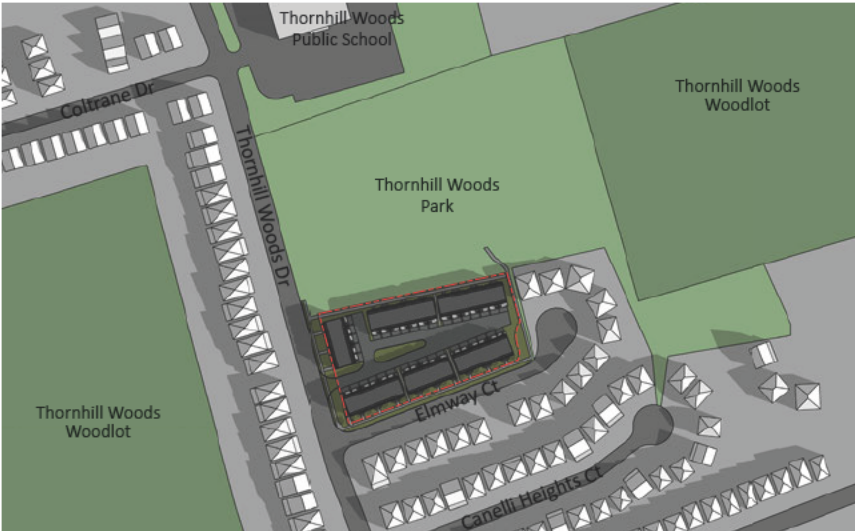 Thornhill Woods
Public School
Coltrane Dr
Thornhill Woods
Woodlot
Thornhill Woods Dr
Thornhill Woods
Park
Thornhill Woods
Woodlot
Elmway Ct
Canelli Heights Ct